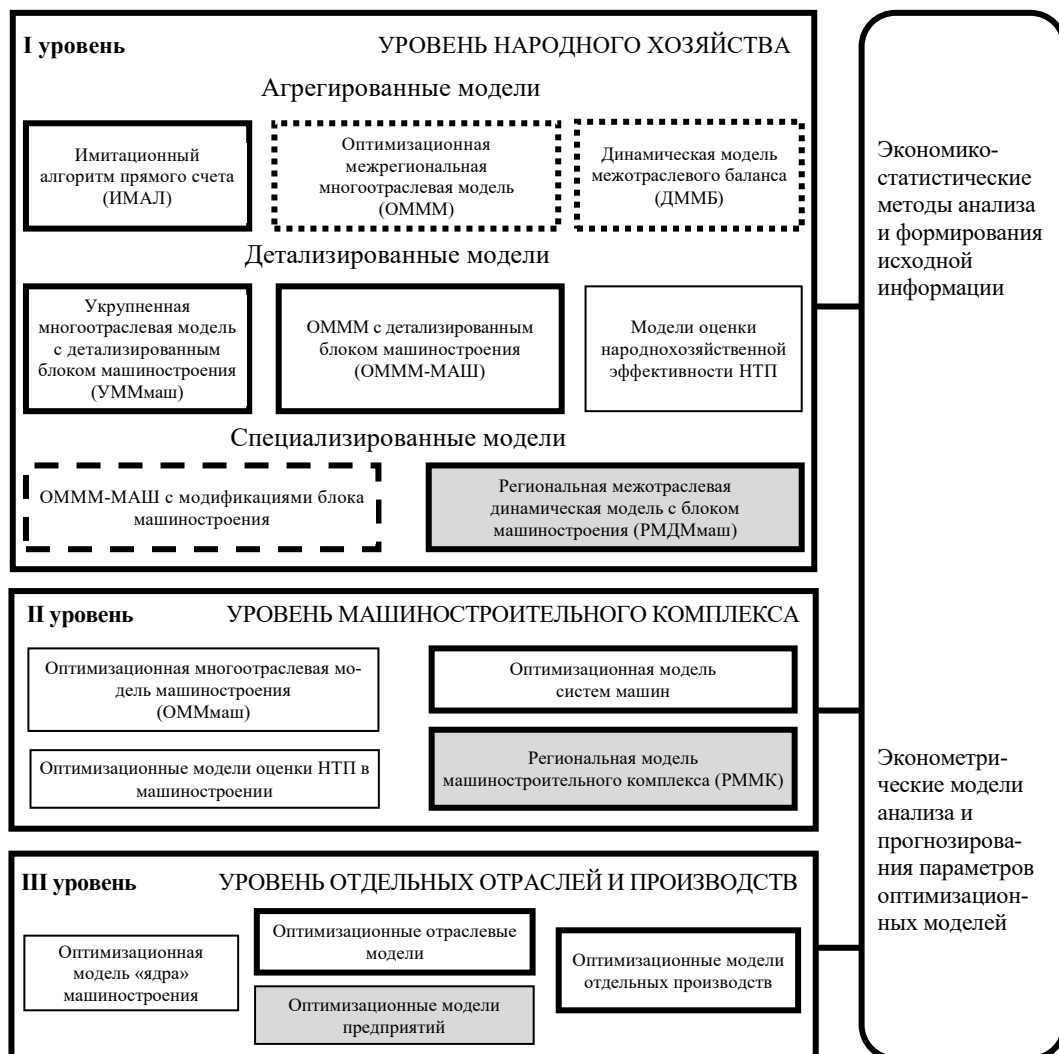 I уровень УРОВЕНЬ НАРОДНОГО ХОЗЯЙСТВА
Агрегированные модели
Имитационный
алгоритм прямого счета
(ИМАЛ)
Оптимизационная
межрегиональная
многоотраслевая модель
(ОМММ)
Динамическая модель
межотраслевого баланса
(ДММБ)
Детализированные модели
Укрупненная
многоотраслевая модель
с детализированным
блоком машиностроения
(УММмаш)
ОМММ с детализированным
блоком машиностроения
(ОМММ-МАШ)
Модели оценки
народнохозяйственной
эффективности НТП
Специализированные модели
ОМММ-МАШ с модификациями блока
машиностроения
Региональная межотраслевая
динамическая модель с блоком
машиностроения (РМДМмаш)
II уровень УРОВЕНЬ МАШИНОСТРОИТЕЛЬНОГО КОМПЛЕКСА
Оптимизационная многоотраслевая мо-
дель машиностроения
(ОММмаш)
Оптимизационная модель
систем машин
Оптимизационные модели оценки НТП в
машиностроении
Региональная модель
машиностроительного комплекса (РММК)
III уровень УРОВЕНЬ ОТДЕЛЬНЫХ ОТРАСЛЕЙ И ПРОИЗВОДСТВ
Оптимизационная
модель «ядра»
машиностроения
Оптимизационные отраслевые
модели
Оптимизационные модели
предприятий
Оптимизационные модели
отдельных производств
Экономико-
статистические
методы анализа
и формирования
исходной
информации
Эконометри-
ческие модели
анализа и
прогнозирова-
ния параметров
оптимизацион-
ных моделей